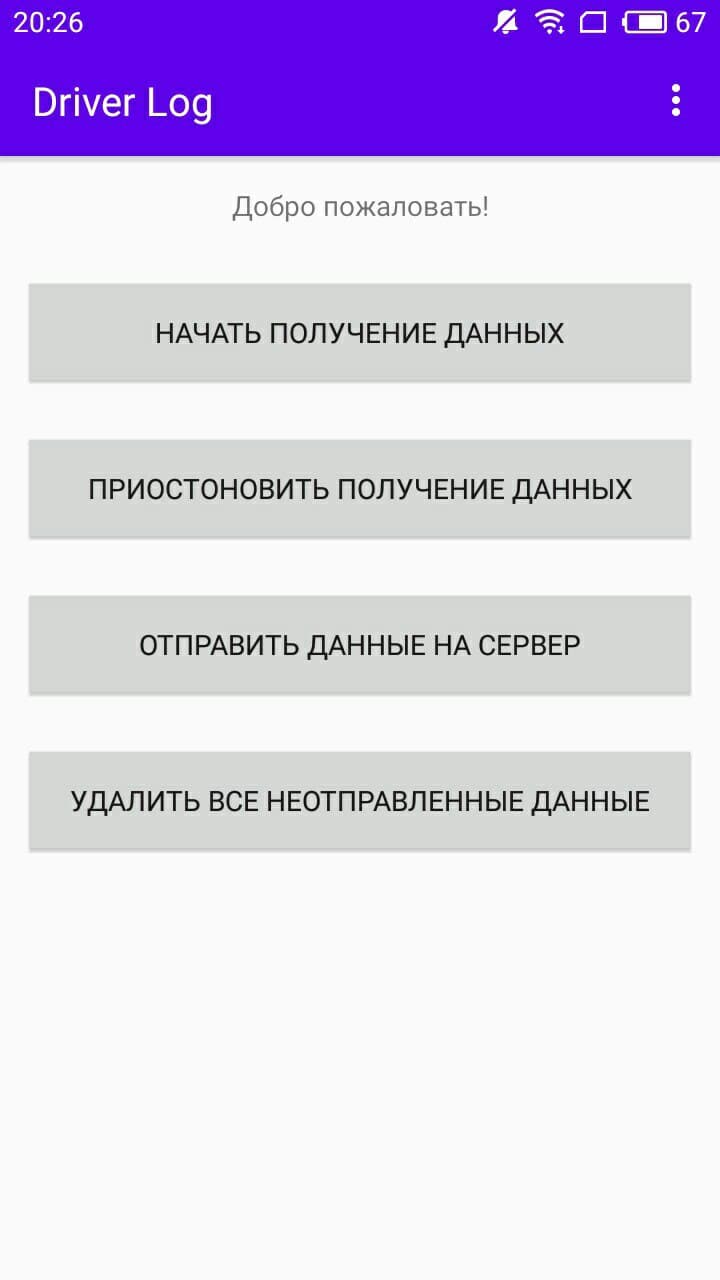 20:26
67
Driver Log
Добро пожаловать!
НАЧАТЬ ПОЛУЧЕНИЕ ДАННЫХ
ПРИОСТОНОВИТЬ ПОЛУЧЕНИЕ ДАННЫХ
ОТПРАВИТЬ ДАННЫЕ НА СЕРВЕР
УДАЛИТЬ ВСЕ НЕОТПРАВЛЕННЫЕ ДАННЫЕ